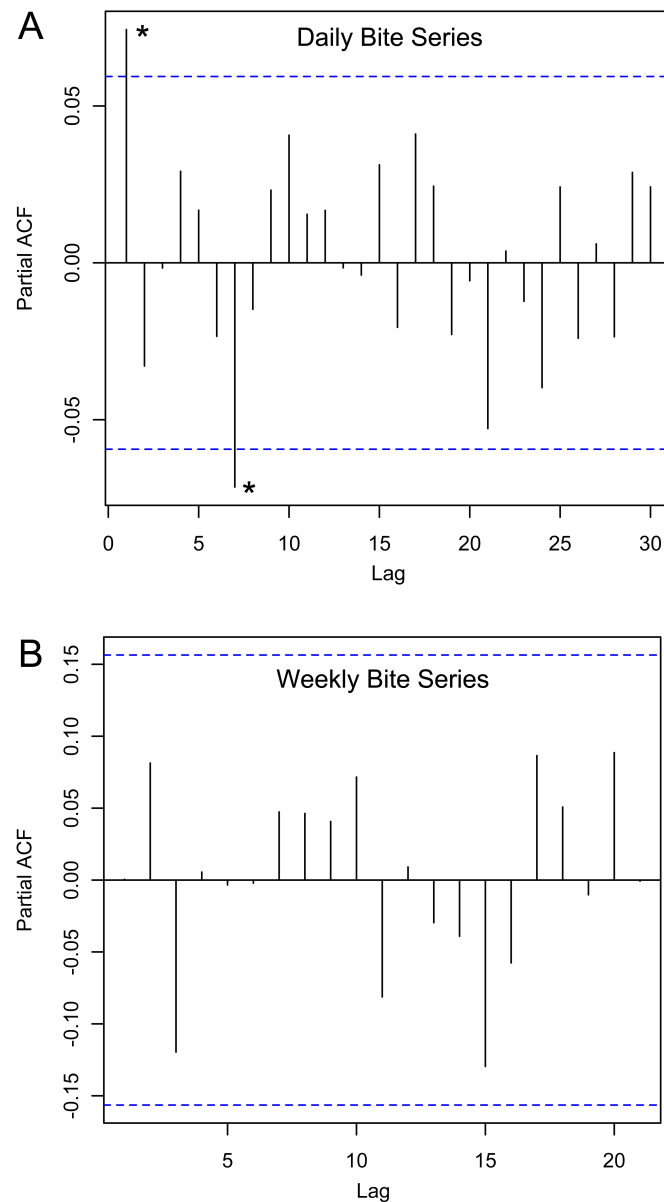 A
Daily Bite Series
*
0.05
0.00
-0.05
Partial ACF
*
0 5 10 15 20 25 30
Lag
B
Weekly Bite Series
0.15
0.10
0.05
0.00
-0.05
-0.10
-0.15
Partial ACF
5 10 15 20
Lag